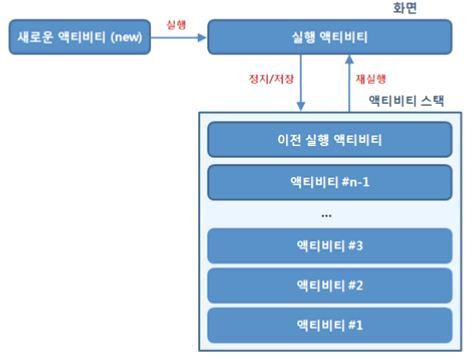 화면
새로운 액티비티 (new)
실행
실행 액티비티
정지/저장
재실행
액티비티 스택
이전 실행 액티비티
액티비티 #n-1
...
액티비티 #3
액티비티 #2
액티비티 #1